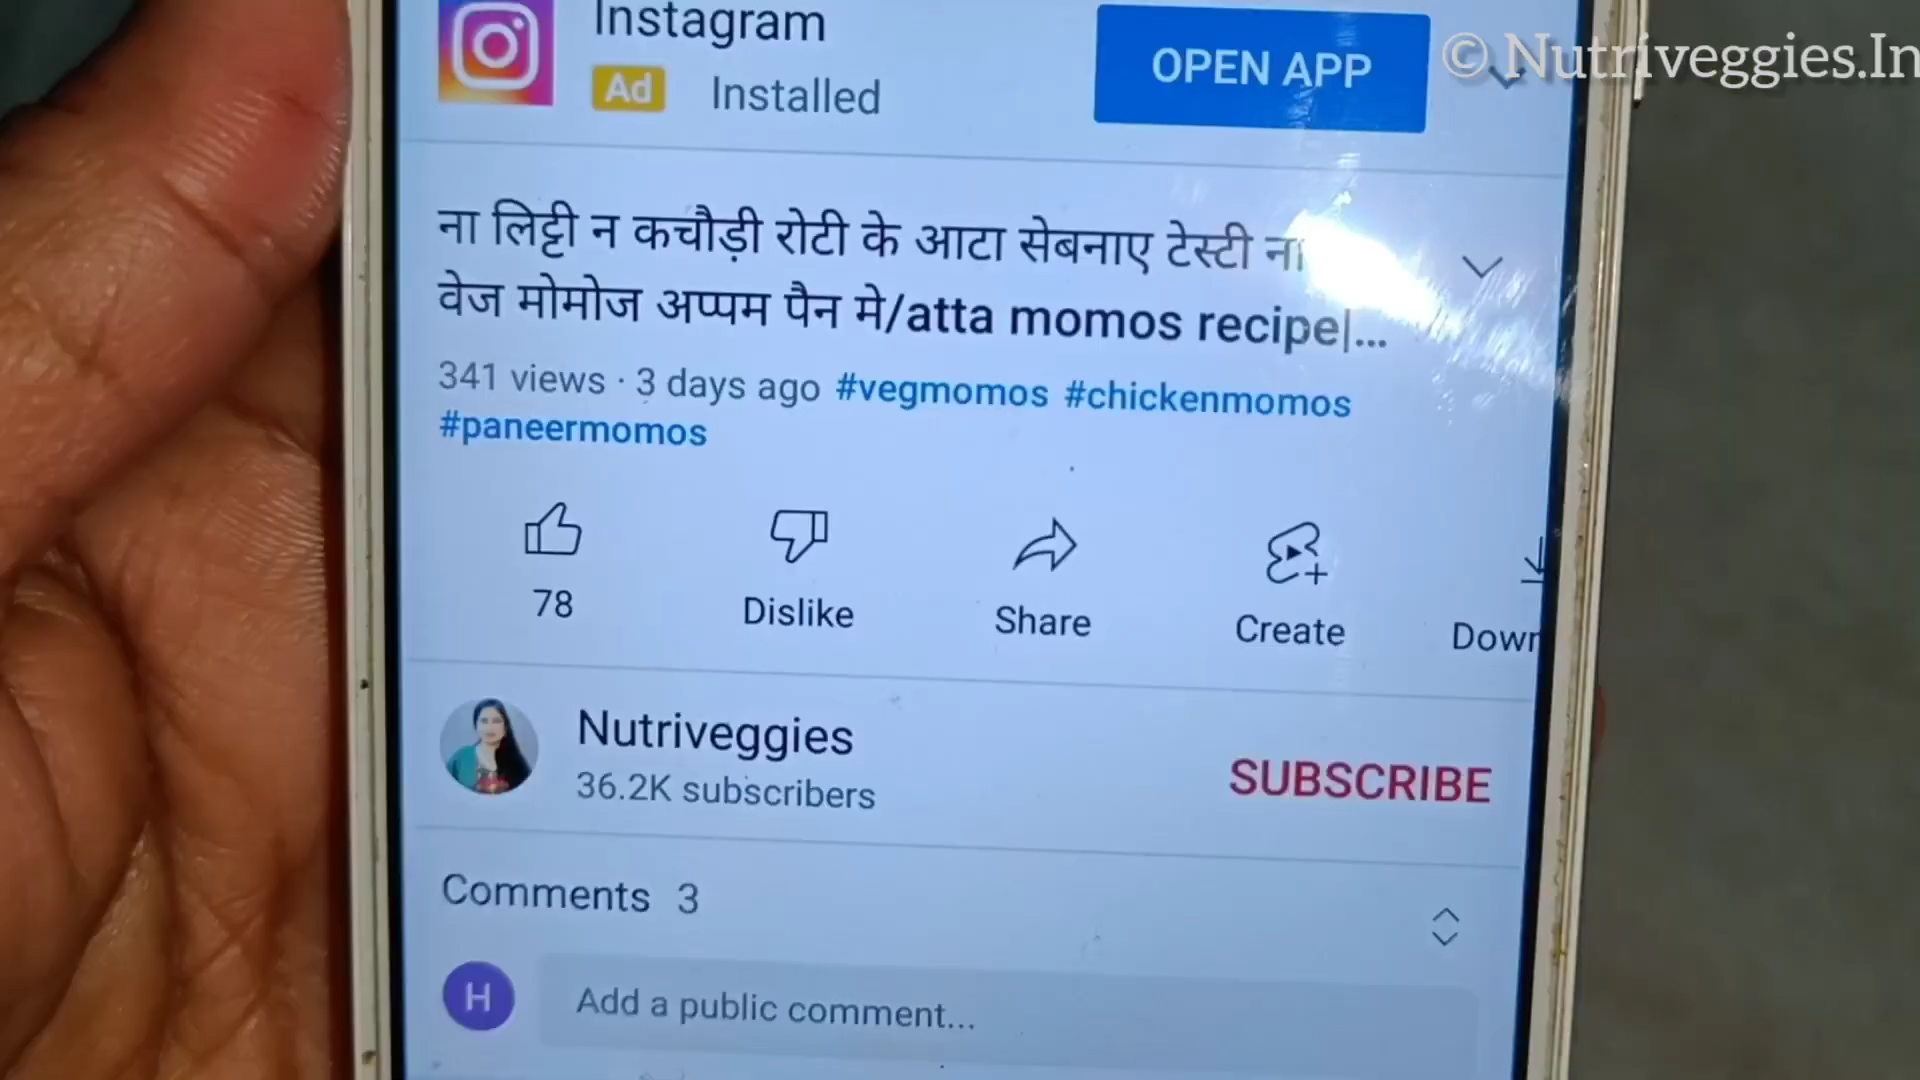 Instagram
Ad Installed
OPEN APP
© Nutriveggies.In
ना लिट्टी न कचौड़ी रोटी के आटा सेबनाए टेस्टी
वेज मोमोज अप्पम पैन मे/atta momos recipe|...
341 views · 3 days ago #vegmomos #chickenmomos
#paneermomos
78 Dislike Share Create
Nutriveggies
36.2K subscribers
SUBSCRIBE
Comments 3
H Add a public comment...